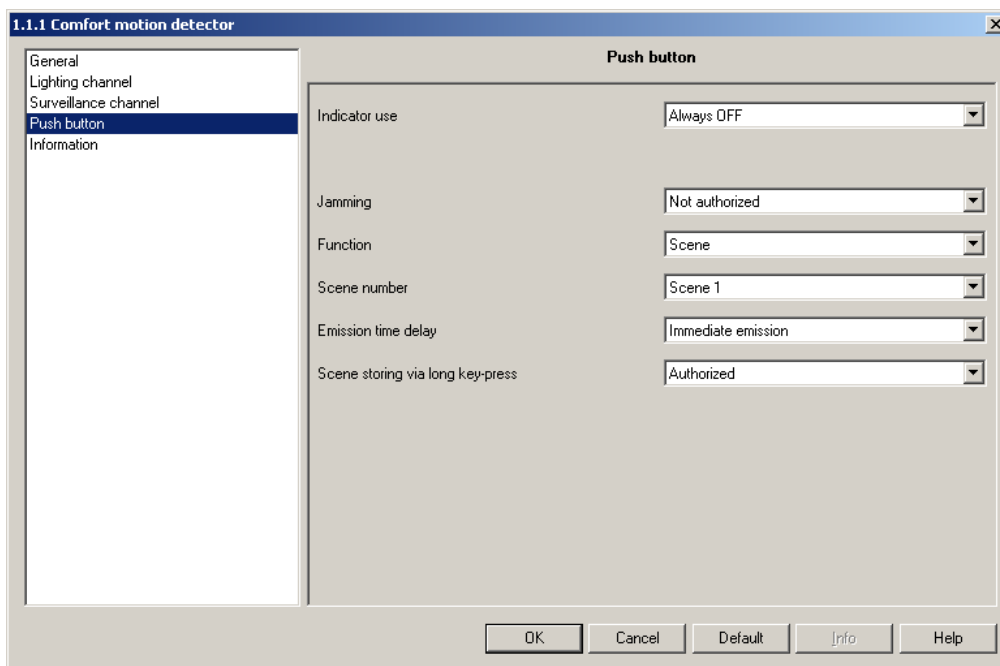 1.1.1 Comfort motion detector
General
Lighting channel
Surveillance channel
Push button
Information
Push button
Indicator use Always OFF
Jamming Not authorized
Function Scene
Scene number Scene 1
Emission time delay Immediate emission
Scene storing via long key-press Authorized
OK Cancel Default Info Help